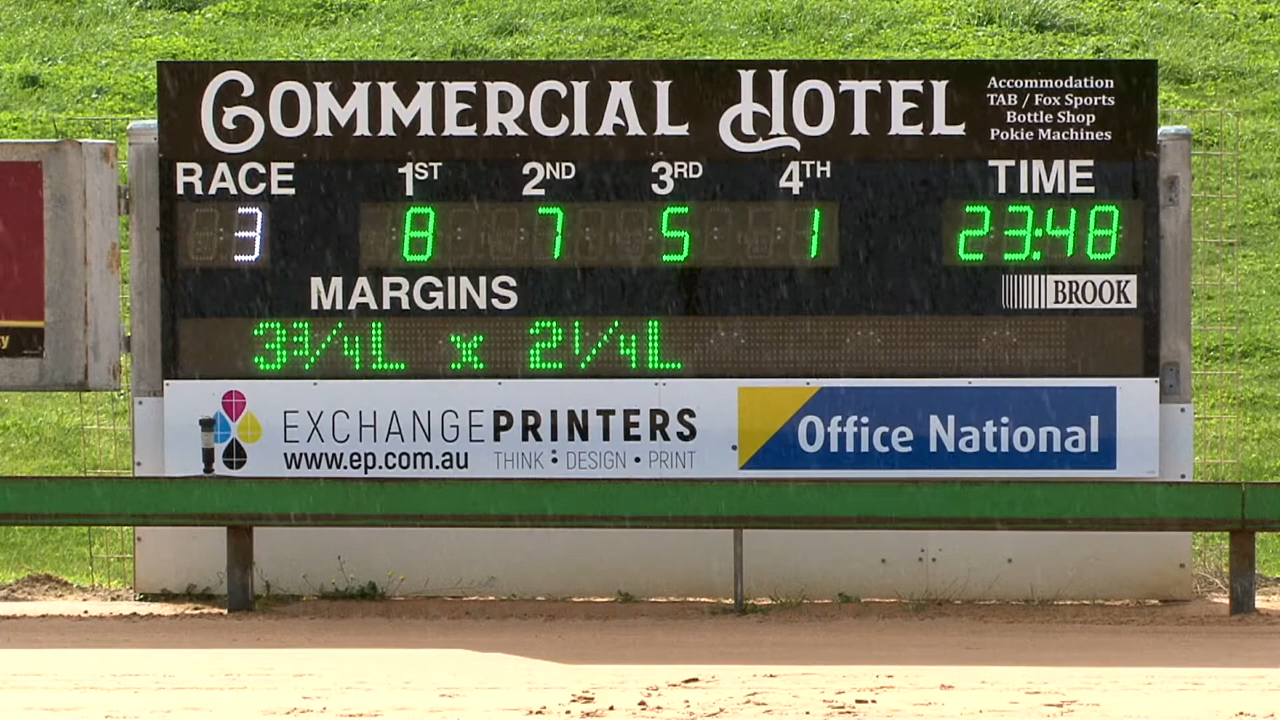 COMMERCIAL HOTEL
Accommodation
TAB / Fox Sports
Bottle Shop
Pokie Machines
RACE 1ST 2ND 3RD 4TH TIME
3 8 7 5 1 23:48
MARGINS
BROOK
3¾L x 2¼L
EXCHANGEPRINTERS
www.ep.com.au THINK • DESIGN • PRINT
Office National